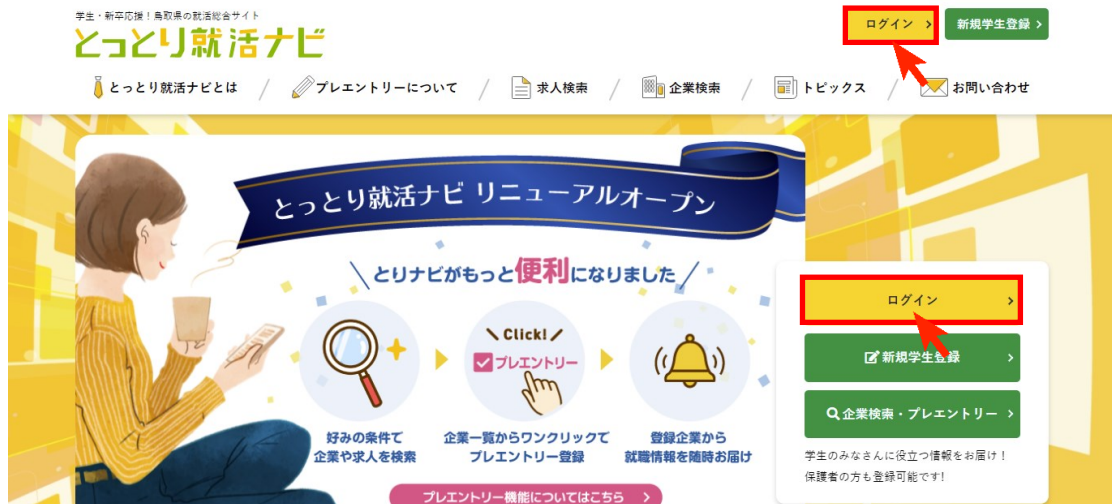 学生・新卒応援！鳥取県の就活総合サイト
とっとり就活ナビ
ログイン
新規学生登録
とっとり就活ナビとは
プレエントリーについて
求人検索
企業検索
トピックス
お問い合わせ
とっとり就活ナビ リニューアルオープン
とりナビがもっと便利になりました
Click!
プレエントリー
好みの条件で
企業や求人を検索
企業一覧からワンクリックで
プレエントリー登録
登録企業から
就職情報を随時お届け
プレエントリー機能についてはこちら
ログイン
新規学生登録
企業検索・プレエントリー
学生のみなさんに役立つ情報をお届け！
保護者の方も登録可能です!